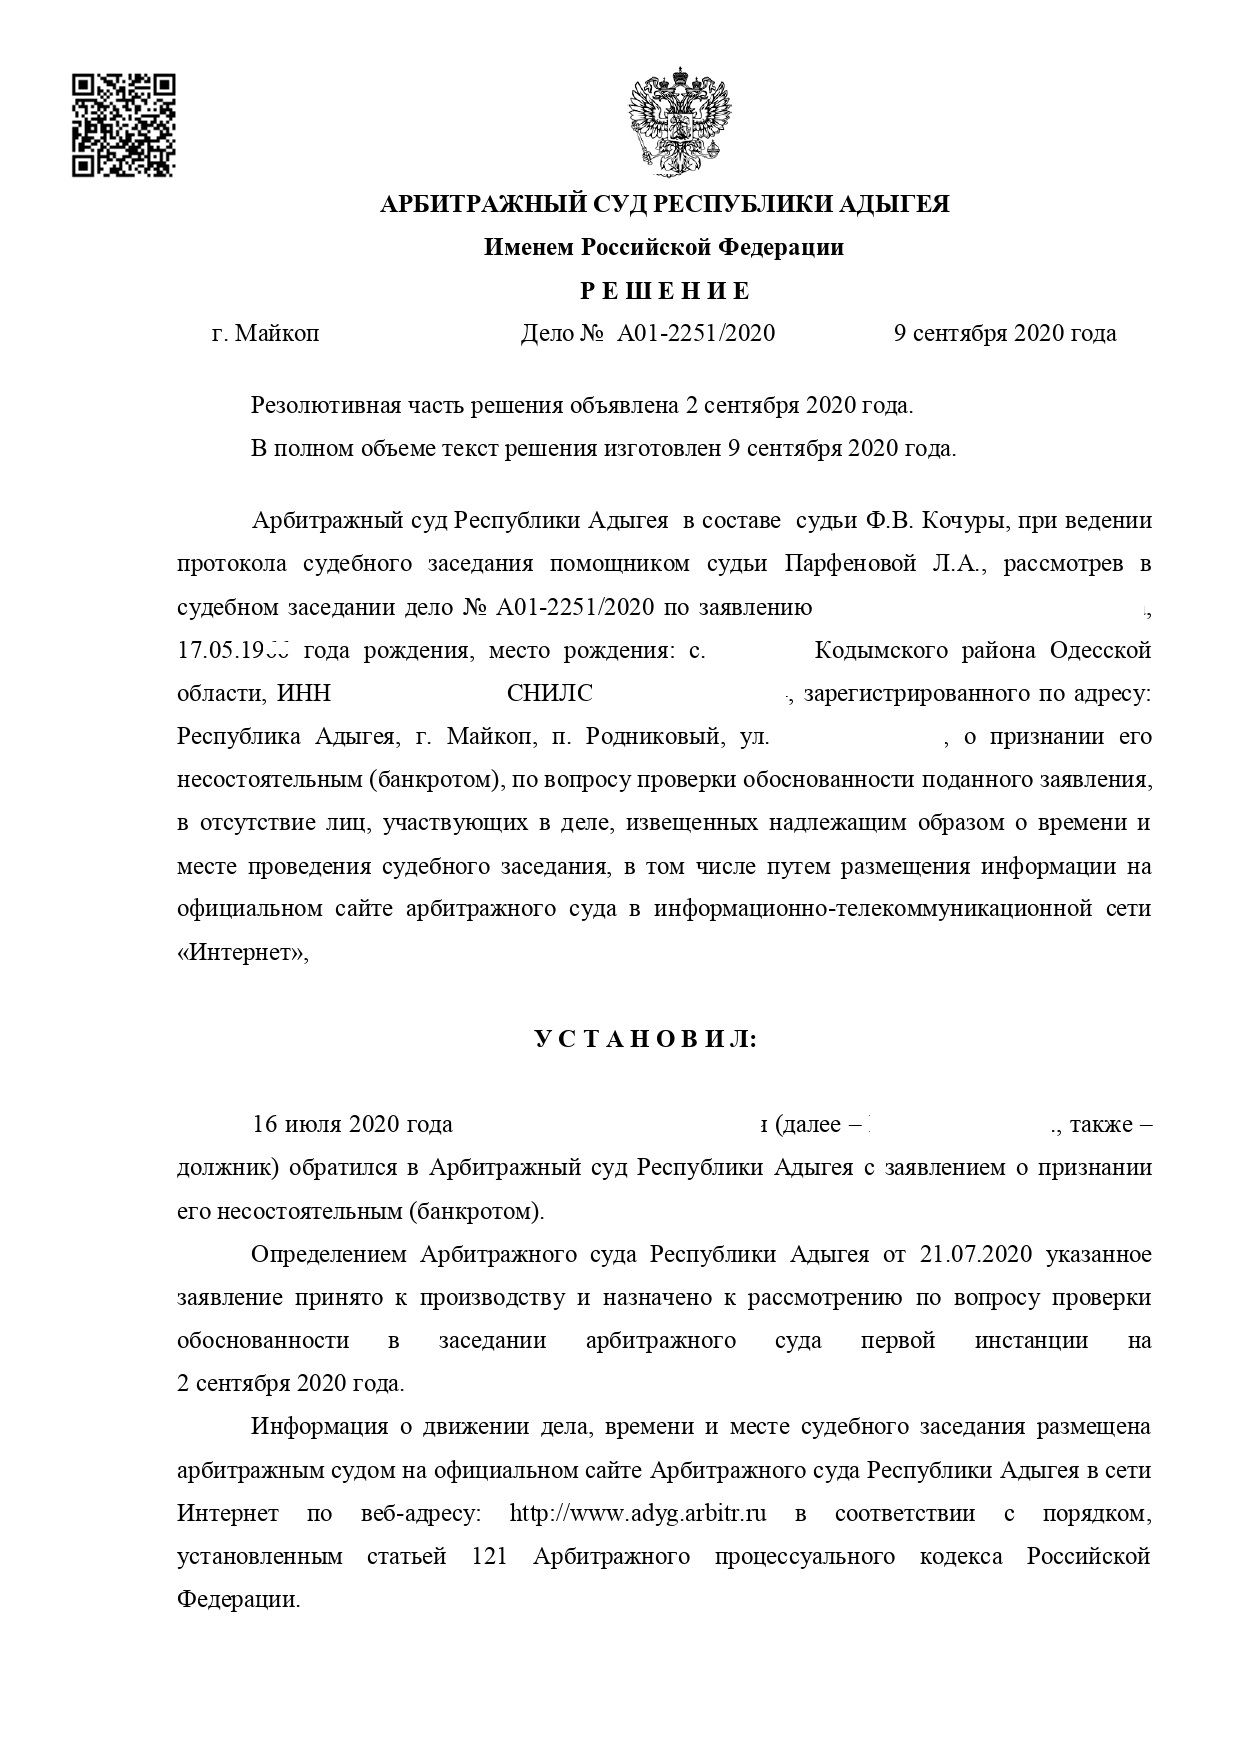 АРБИТРАЖНЫЙ СУД РЕСПУБЛИКИ АДЫГЕЯ
Именем Российской Федерации
Р Е Ш Е Н И Е
г. Майкоп Дело № А01-2251/2020 9 сентября 2020 года
Резолютивная часть решения объявлена 2 сентября 2020 года.
В полном объеме текст решения изготовлен 9 сентября 2020 года.
Арбитражный суд Республики Адыгея в составе судьи Ф.В. Кочуры, при ведении
протокола судебного заседания помощником судьи Парфеновой Л.А., рассмотрев в
судебном заседании дело № А01-2251/2020 по заявлению ,
17.05.19 года рождения, место рождения: с. Кодымского района Одесской
области, ИНН СНИЛС , зарегистрированного по адресу:
Республика Адыгея, г. Майкоп, п. Родниковый, ул. , о признании его
несостоятельным (банкротом), по вопросу проверки обоснованности поданного заявления,
в отсутствие лиц, участвующих в деле, извещенных надлежащим образом о времени и
месте проведения судебного заседания, в том числе путем размещения информации на
официальном сайте арбитражного суда в информационно-телекоммуникационной сети
«Интернет»,
У С Т А Н О В И Л:
16 июля 2020 года (далее – ., также –
должник) обратился в Арбитражный суд Республики Адыгея с заявлением о признании
его несостоятельным (банкротом).
Определением Арбитражного суда Республики Адыгея от 21.07.2020 указанное
заявление принято к производству и назначено к рассмотрению по вопросу проверки
обоснованности в заседании арбитражного суда первой инстанции на
2 сентября 2020 года.
Информация о движении дела, времени и месте судебного заседания размещена
арбитражным судом на официальном сайте Арбитражного суда Республики Адыгея в сети
Интернет по веб-адресу: http://www.adyg.arbitr.ru в соответствии с порядком,
установленным статьей 121 Арбитражного процессуального кодекса Российской
Федерации.